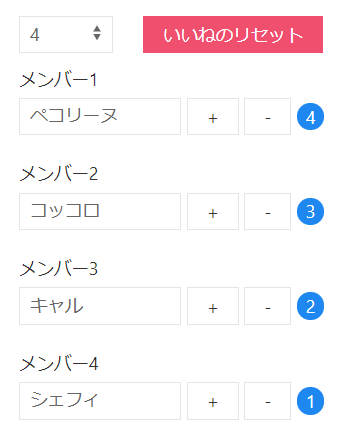 4 いいねのリセット
メンバー1
ペコリーヌ + - 4
メンバー2
コッコロ + - 3
メンバー3
キャル + - 2
メンバー4
シェフィ + - 1